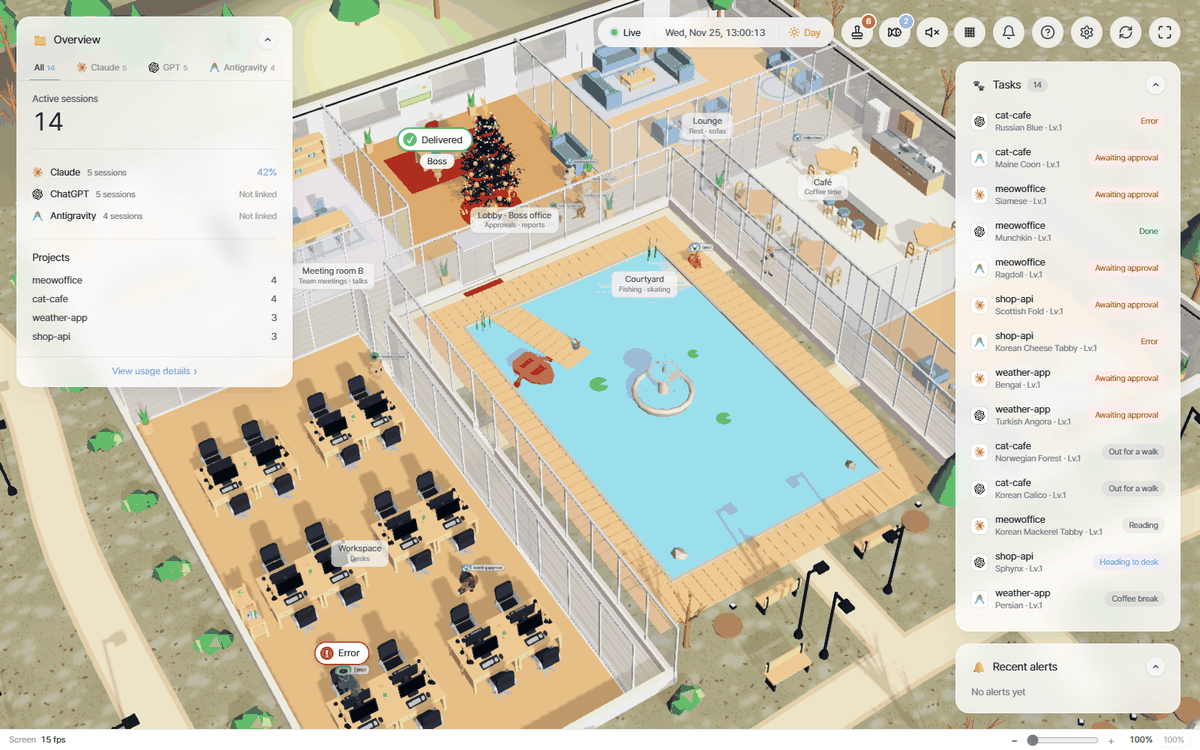 Overview
All 14
Claude 5
GPT 5
Antigravity 4
Active sessions
14
Claude 5 sessions 42%
ChatGPT 5 sessions Not linked
Antigravity 4 sessions Not linked
Projects
meowoffice 4
cat-cafe 4
weather-app 3
shop-api 3
View usage details ›
Live
Wed, Nov 25, 13:00:13
Day
6
2
Delivered
Boss
Lounge
Rest · sofas
Café
Coffee time
Lobby · Boss office
Approvals · reports
Meeting room B
Team meetings · talks
Courtyard
Fishing · skating
Workspace
Desks
Error
Tasks 14
cat-cafe
Russian Blue · Lv.1
Error
cat-cafe
Maine Coon · Lv.1
Awaiting approval
meowoffice
Siamese · Lv.1
Awaiting approval
meowoffice
Munchkin · Lv.1
Done
meowoffice
Ragdoll · Lv.1
Awaiting approval
shop-api
Scottish Fold · Lv.1
Awaiting approval
shop-api
Korean Cheese Tabby · Lv.1
Error
weather-app
Bengal · Lv.1
Awaiting approval
weather-app
Turkish Angora · Lv.1
Awaiting approval
cat-cafe
Norwegian Forest · Lv.1
Out for a walk
cat-cafe
Korean Calico · Lv.1
Out for a walk
meowoffice
Korean Mackerel Tabby · Lv.1
Reading
shop-api
Sphynx · Lv.1
Heading to desk
weather-app
Persian · Lv.1
Coffee break
Recent alerts
No alerts yet
Screen 15 fps
− + 100% 100%